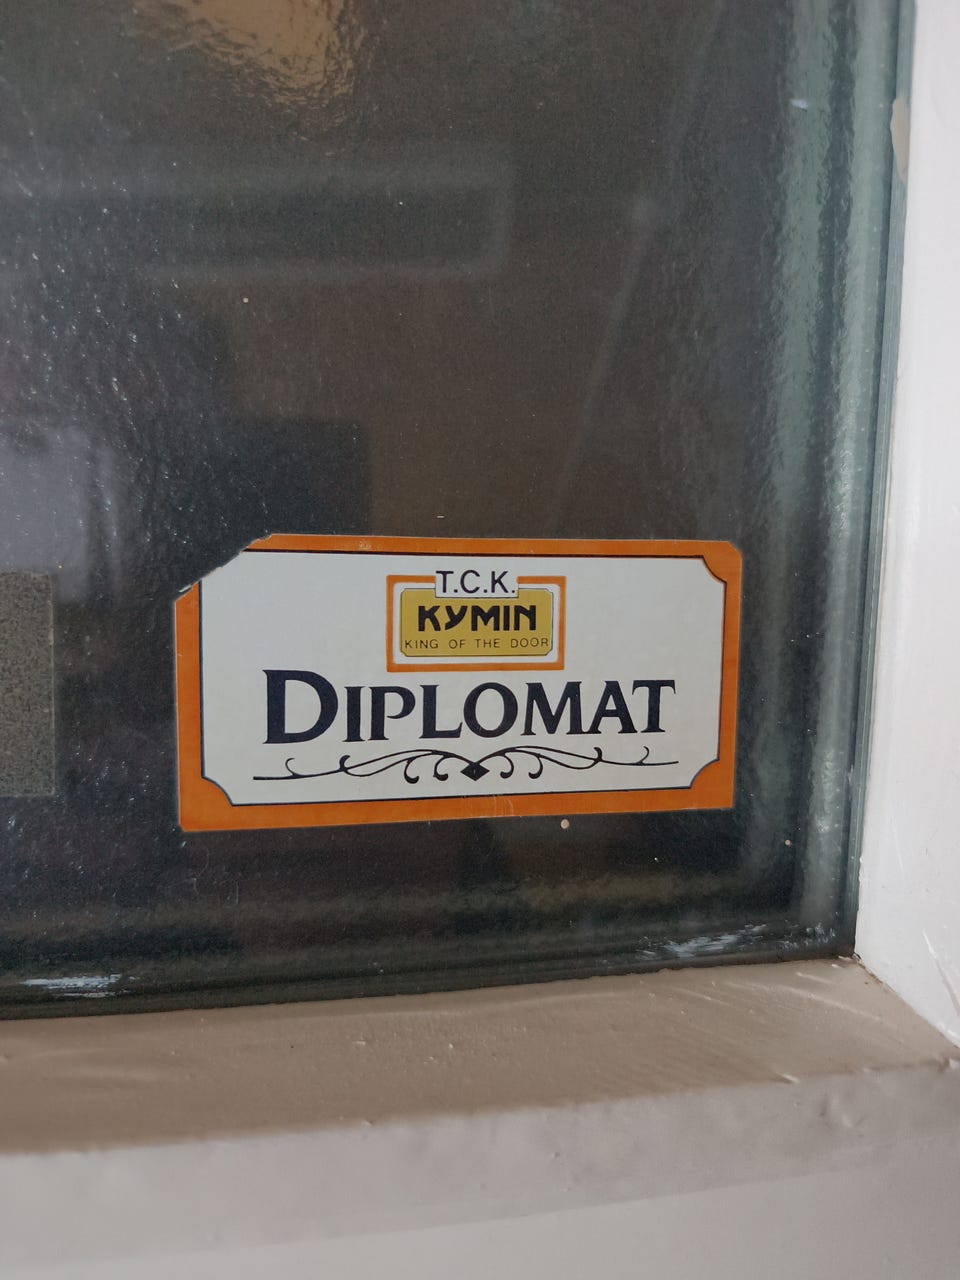 T.C.K.
KYMIN
KING OF THE DOOR
DIPLOMAT